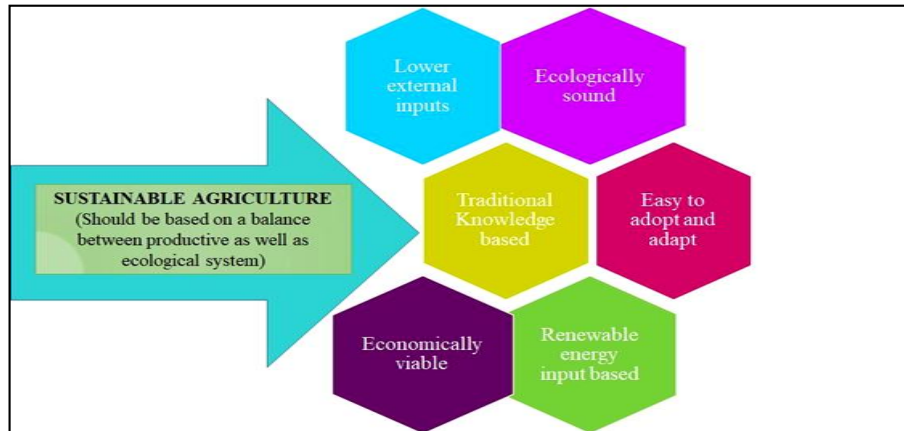 Lower
external
inputs
Ecologically
sound
SUSTAINABLE AGRICULTURE
(Should be based on a balance
between productive as well as
ecological system)
Traditional
Knowledge
based
Easy to
adopt and
adapt
Economically
viable
Renewable
energy
input based